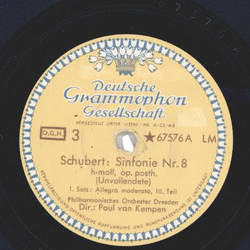 Deutsche
Grammophon
Gesellschaft
D.G.H. 3 ★67576A LM
Schubert: Sinfonie Nr. 8
h-moll, op. posth.
(Unvollendete)
1. Satz: Allegro moderato, III. Teil
Philharmonisches Orchester Dresden
Dir.: Paul van Kempen